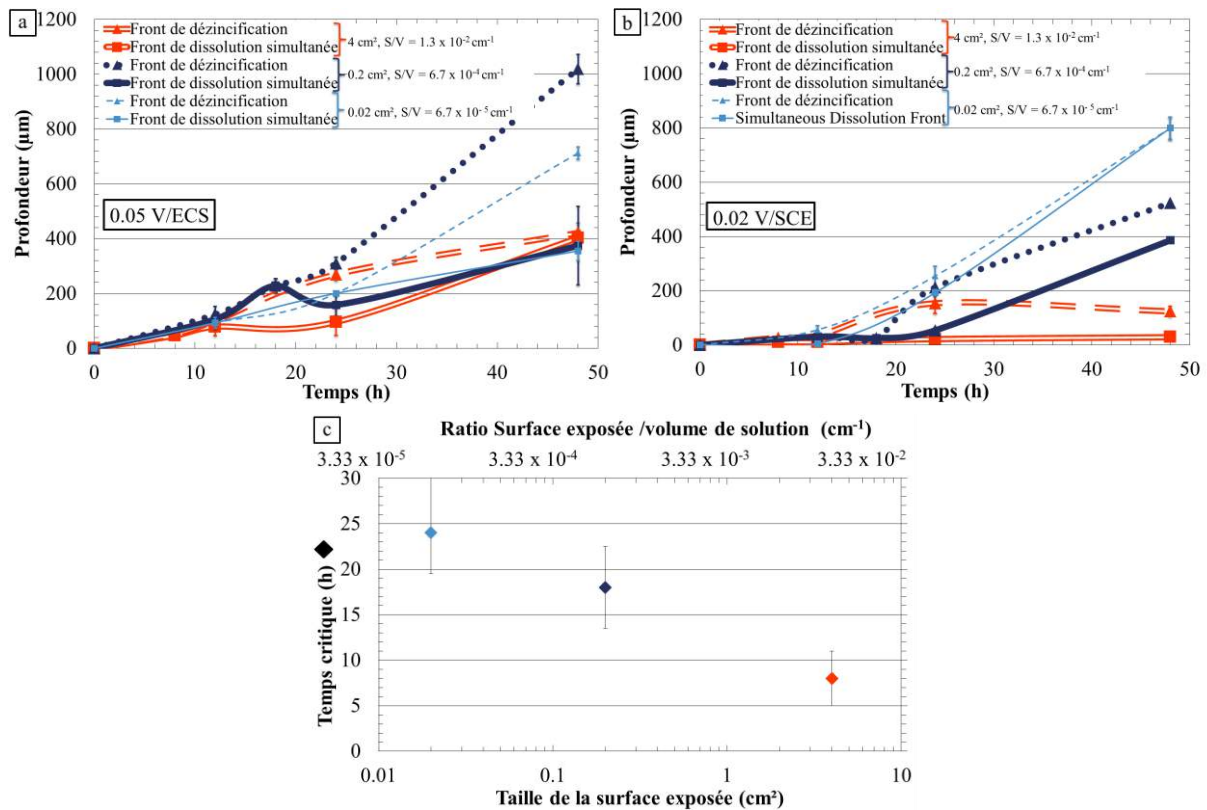 a
1200
1000
800
600
400
200
0
Profondeur (µm)
Front de dézincification
Front de dissolution simultanée
4 cm², S/V = 1.3 x 10⁻² cm⁻¹
Front de dézincification
Front de dissolution simultanée
0.2 cm², S/V = 6.7 x 10⁻⁴ cm⁻¹
Front de dézincification
Front de dissolution simultanée
0.02 cm², S/V = 6.7 x 10⁻⁵ cm⁻¹
0.05 V/ECS
0 10 20 30 40 50
Temps (h)
b
1200
1000
800
600
400
200
0
Profondeur (µm)
Front de dézincification
Front de dissolution simultanée
4 cm², S/V = 1.3 x 10⁻² cm⁻¹
Front de dézincification
Front de dissolution simultanée
0.2 cm², S/V = 6.7 x 10⁻⁴ cm⁻¹
Front de dézincification
Simultaneous Dissolution Front
0.02 cm², S/V = 6.7 x 10⁻⁵ cm⁻¹
0.02 V/SCE
0 10 20 30 40 50
Temps (h)
c
Ratio Surface exposée /volume de solution (cm⁻¹)
3.33 x 10⁻⁵ 3.33 x 10⁻⁴ 3.33 x 10⁻³ 3.33 x 10⁻²
30
25
20
15
10
5
0
Temps critique (h)
0.01 0.1 1 10
Taille de la surface exposée (cm²)